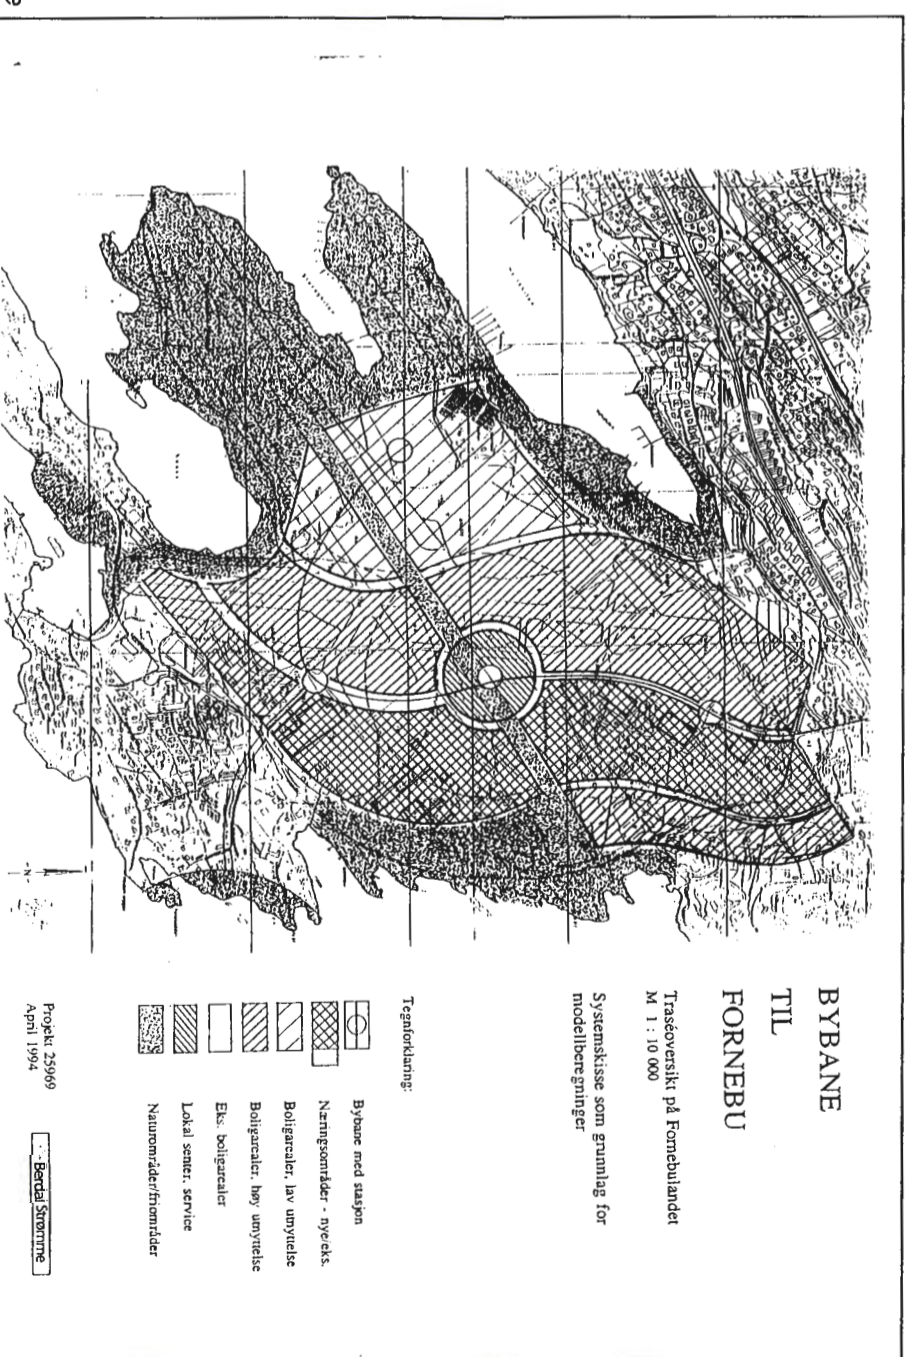 BYBANE
TIL
FORNEBU
Traséoversikt på Fornebulandet
M 1 : 10 000
Systemskisse som grunnlag for
modellberegninger
Tegnforklaring:
Bybane med stasjon
Næringsområder - nye/eks.
Boligarealer, lav utnyttelse
Boligarealer, høy utnyttelse
Eks. boligarealer
Lokal senter, service
Naturområder/friområder
Projekt 25969
April 1994
Berdal Strømme
-N-